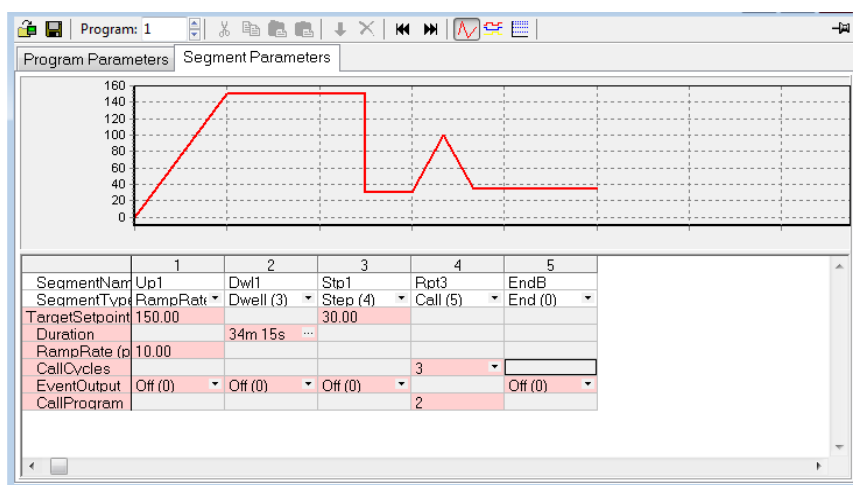 Program: 1
Program Parameters Segment Parameters
160
140
120
100
80
60
40
20
0
1 2 3 4 5
SegmentNam Up1 Dwl1 Stp1 Rpt3 EndB
SegmentType RampRate Dwell (3) Step (4) Call (5) End (0)
TargetSetpoint 150.00 30.00
Duration 34m 15s ...
RampRate (p 10.00
CallCycles 3
EventOutput Off (0) Off (0) Off (0) Off (0)
CallProgram 2